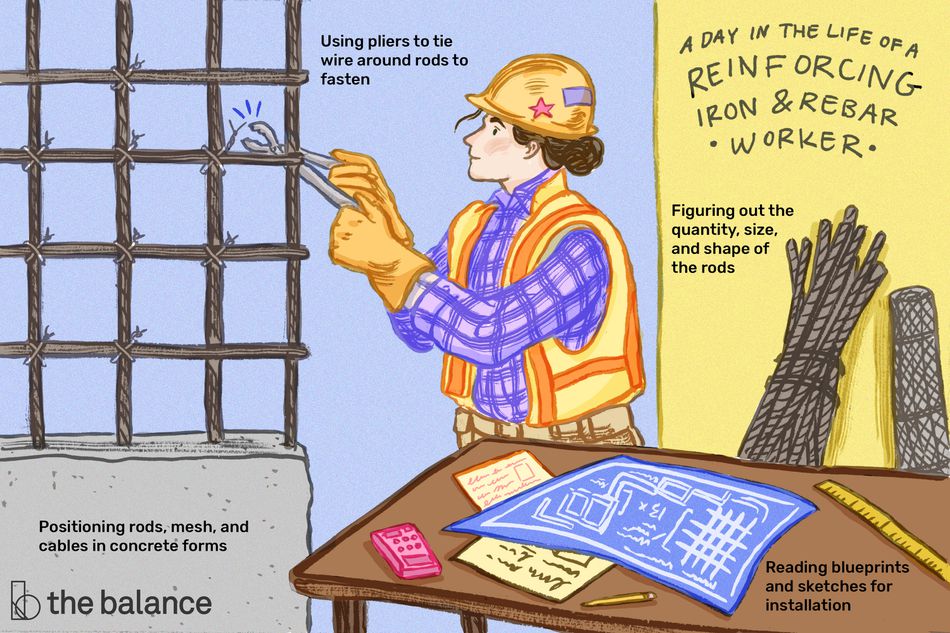 A DAY IN THE LIFE OF A
REINFORCING
IRON & REBAR
• WORKER •
Using pliers to tie
wire around rods to
fasten
Figuring out the
quantity, size,
and shape of
the rods
Positioning rods, mesh, and
cables in concrete forms
Reading blueprints
and sketches for
installation
the balance